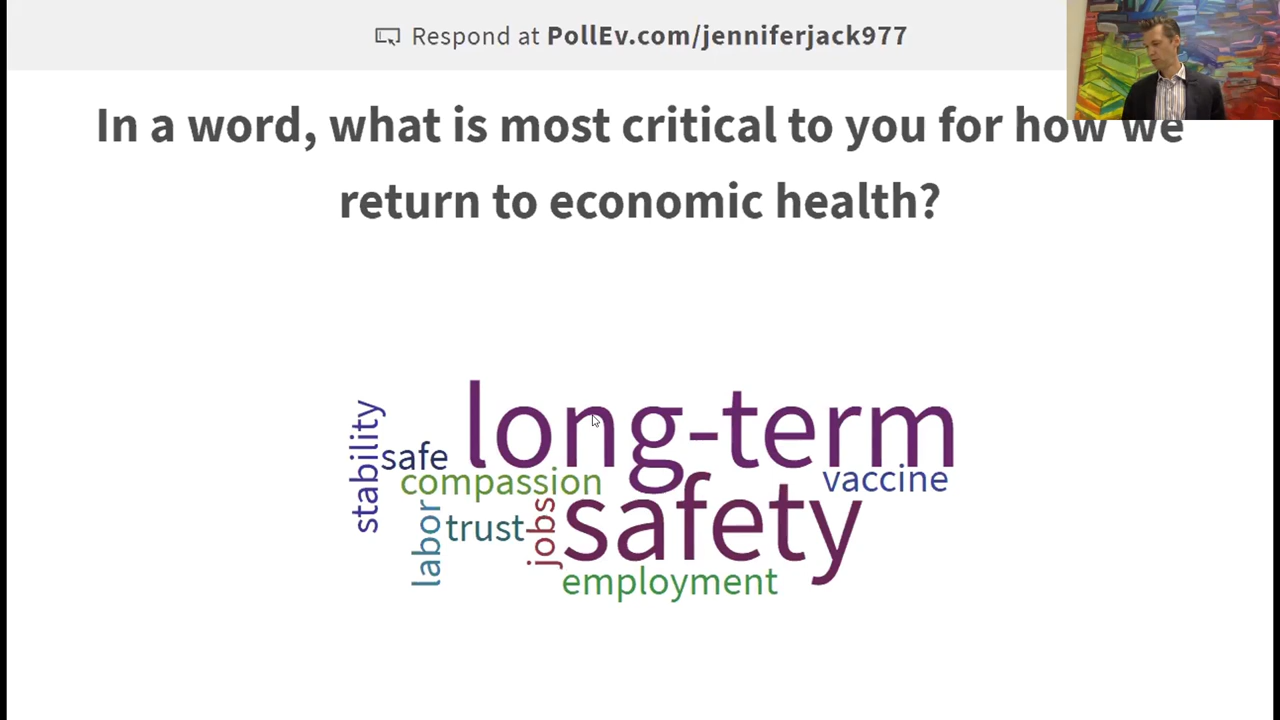 Respond at PollEv.com/jenniferjack977
In a word, what is most critical to you for how we
return to economic health?
long-term
stability
safe
compassion
vaccine
safety
labor
trust
jobs
employment